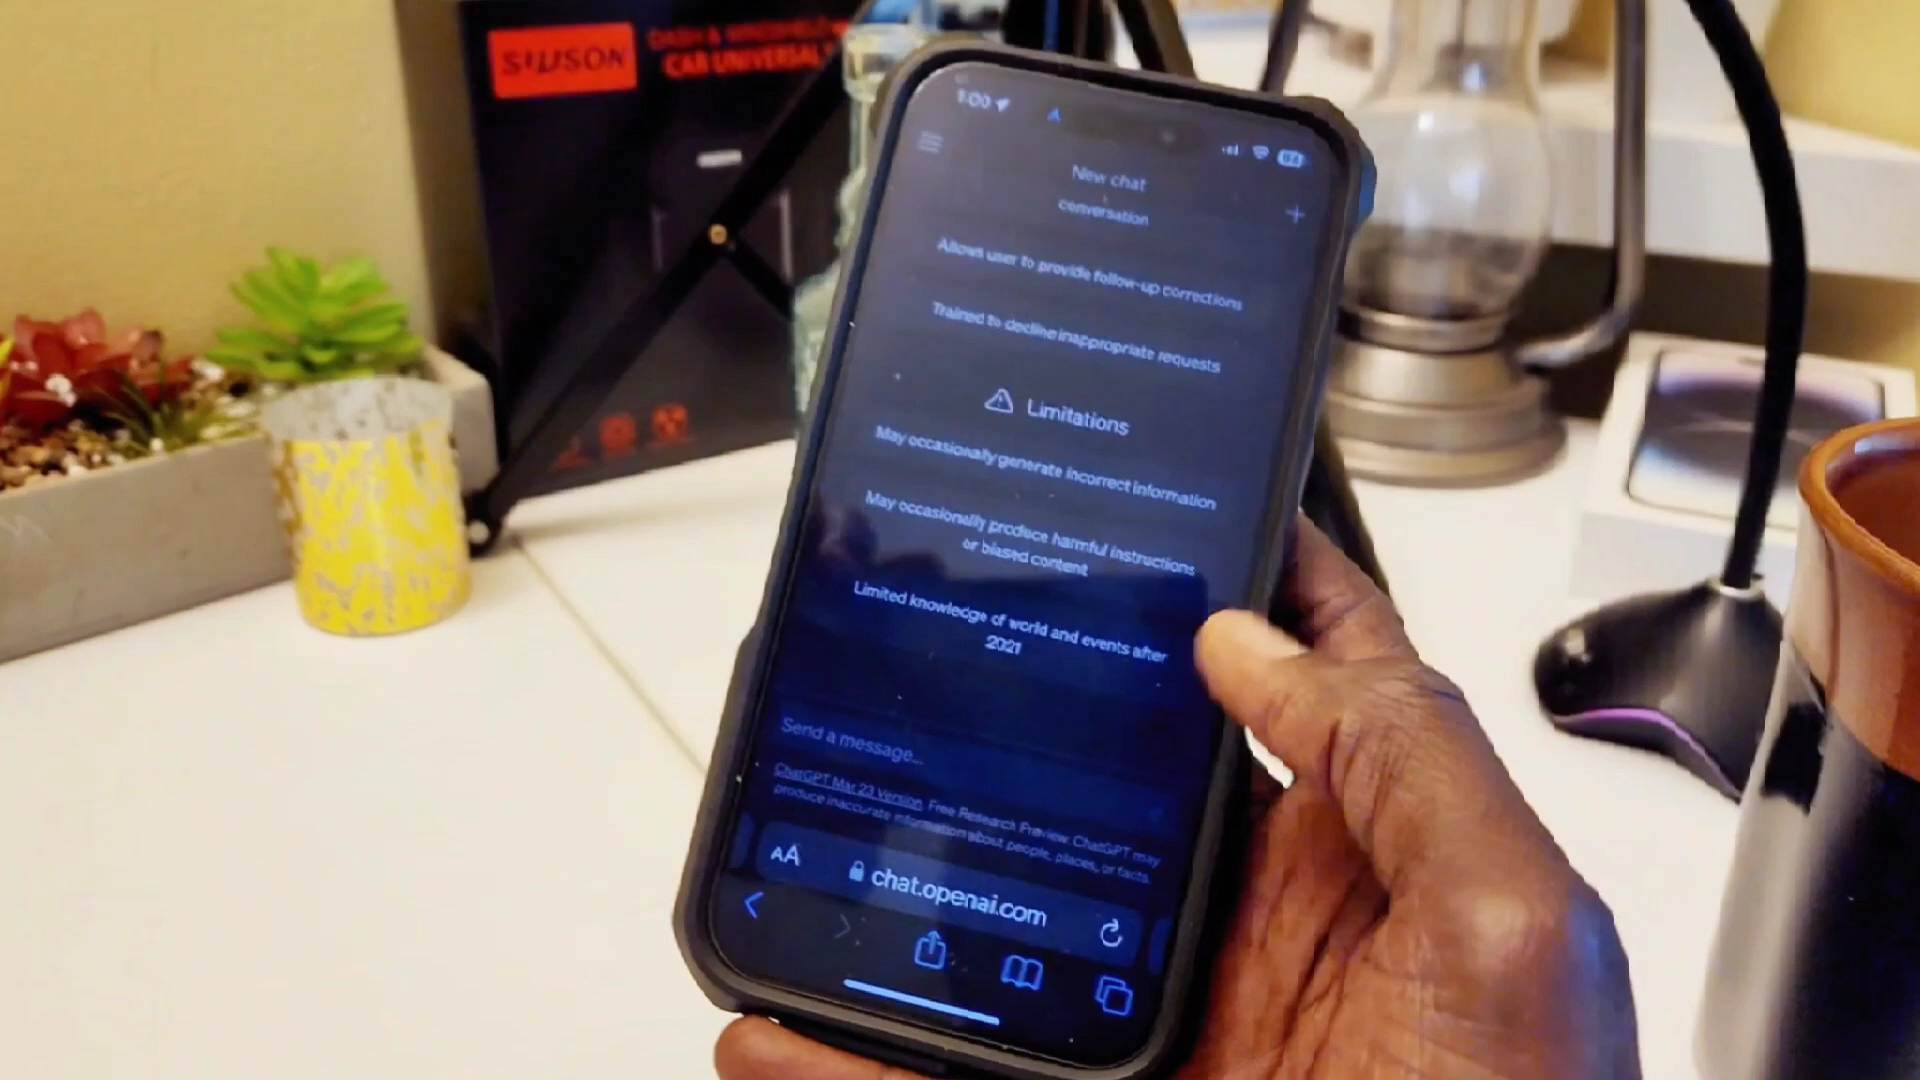 SUSON
DASH & WINDSHIELD
CAR UNIVERSAL
1:00
New chat
conversation
Allows user to provide follow-up corrections
Trained to decline inappropriate requests
Limitations
May occasionally generate incorrect information
May occasionally produce harmful instructions
or biased content
Limited knowledge of world and events after
2021
Send a message...
ChatGPT Mar 23 Version. Free Research Preview. ChatGPT may
produce inaccurate information about people, places, or facts.
AA
chat.openai.com